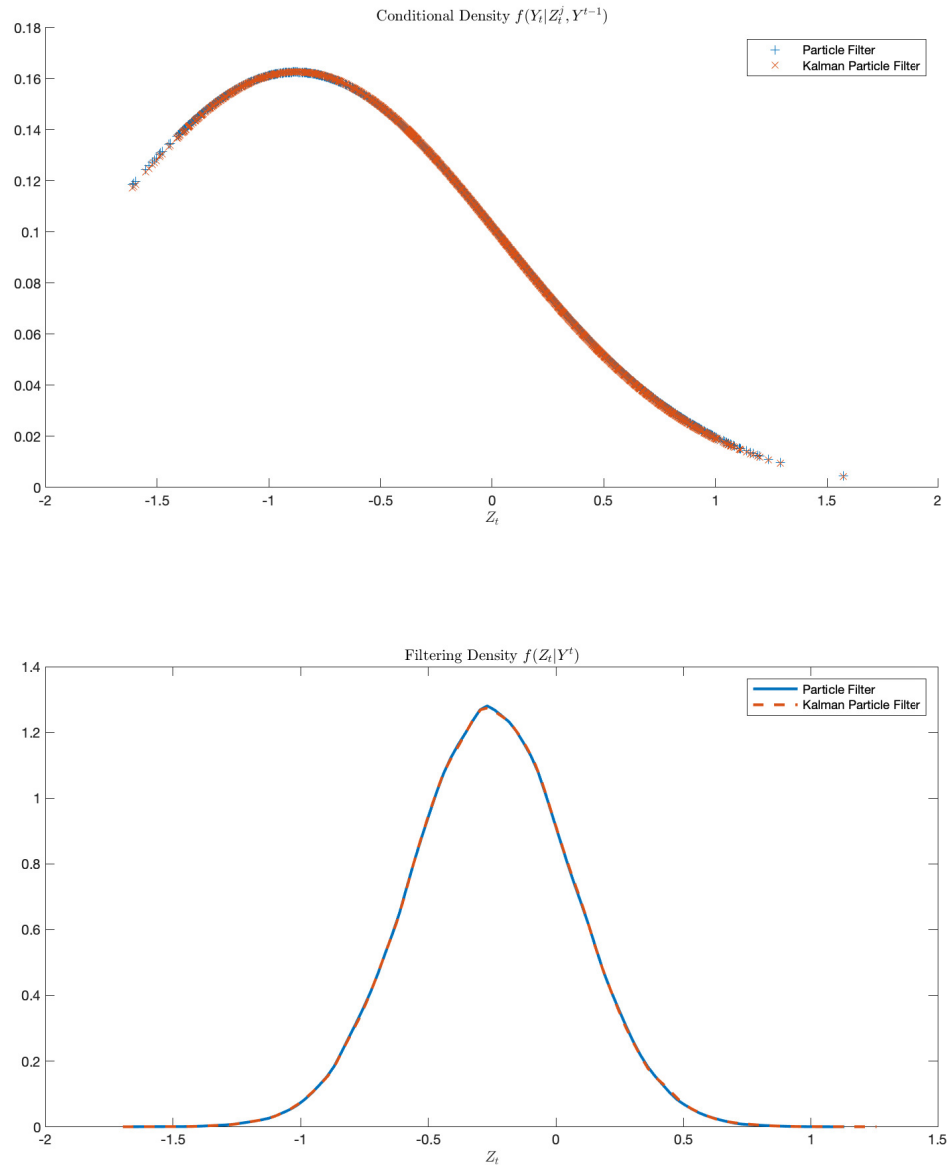 Conditional Density $f(Y_t|Z_t^j, Y^{t-1})$
0.18
0.16
0.14
0.12
0.1
0.08
0.06
0.04
0.02
0
Particle Filter
Kalman Particle Filter
-2 -1.5 -1 -0.5 0 0.5 1 1.5 2
$Z_t$
Filtering Density $f(Z_t|Y^t)$
1.4
1.2
1
0.8
0.6
0.4
0.2
0
Particle Filter
Kalman Particle Filter
-2 -1.5 -1 -0.5 0 0.5 1 1.5
$Z_t$